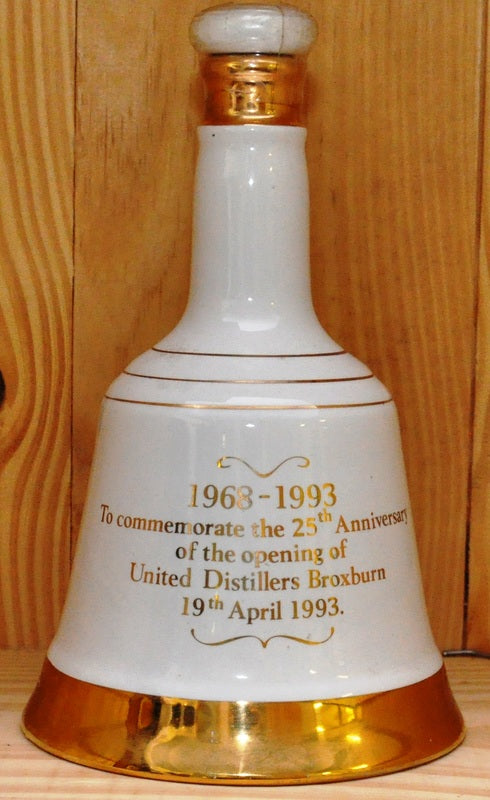 1968-1993
To commemorate the 25th Anniversary
of the opening of
United Distillers Broxburn
19th April 1993.